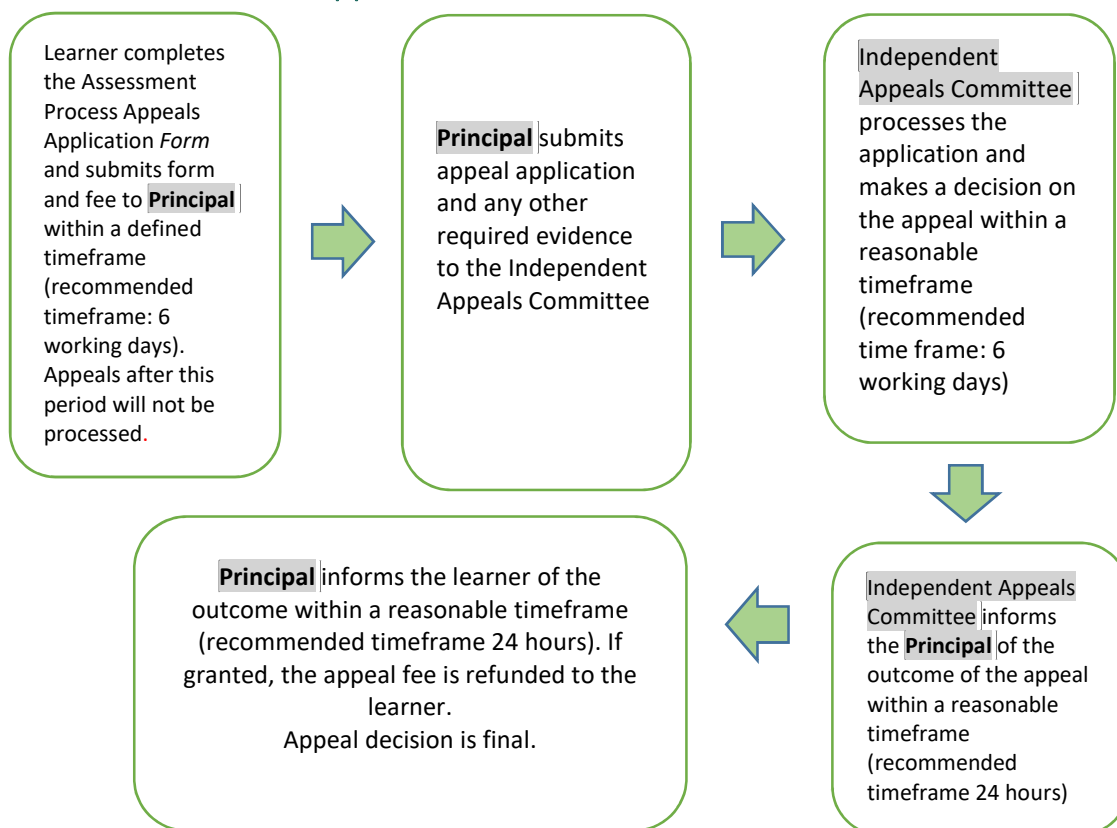 Learner completes
the Assessment
Process Appeals
Application Form
and submits form
and fee to Principal
within a defined
timeframe
(recommended
timeframe: 6
working days).
Appeals after this
period will not be
processed.
Principal submits
appeal application
and any other
required evidence
to the Independent
Appeals Committee
Independent
Appeals Committee
processes the
application and
makes a decision on
the appeal within a
reasonable
timeframe
(recommended
time frame: 6
working days)
Independent Appeals
Committee informs
the Principal of the
outcome of the appeal
within a reasonable
timeframe
(recommended
timeframe 24 hours)
Principal informs the learner of the
outcome within a reasonable timeframe
(recommended timeframe 24 hours). If
granted, the appeal fee is refunded to the
learner.
Appeal decision is final.